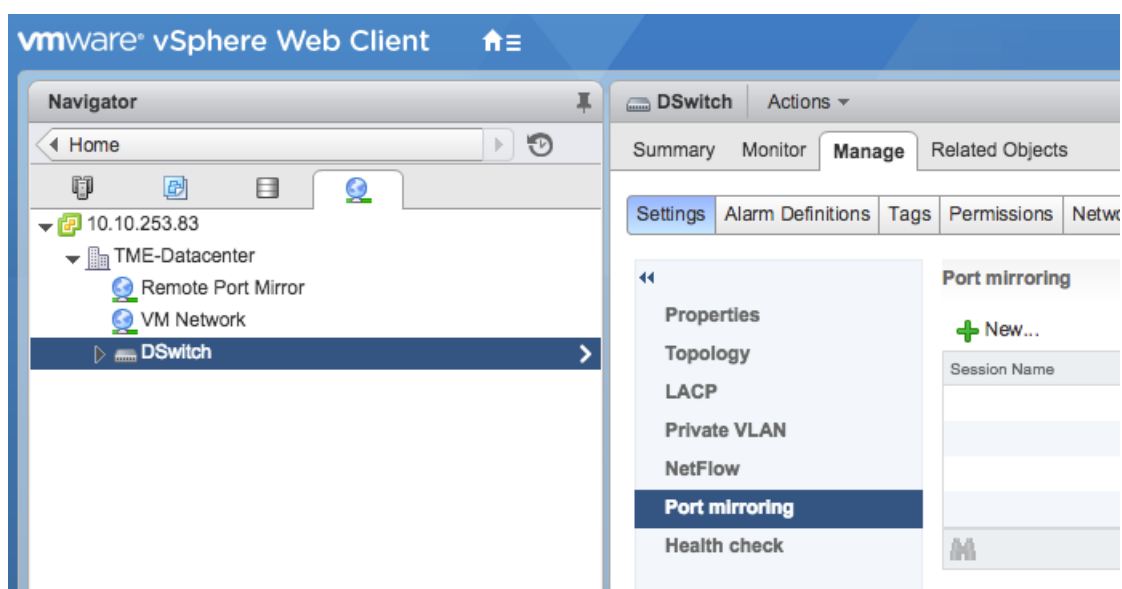 vmware® vSphere Web Client
Navigator
Home
10.10.253.83
TME-Datacenter
Remote Port Mirror
VM Network
DSwitch
DSwitch Actions
Summary Monitor Manage Related Objects
Settings Alarm Definitions Tags Permissions Netwo
Properties
Topology
LACP
Private VLAN
NetFlow
Port mirroring
Health check
Port mirroring
New...
Session Name